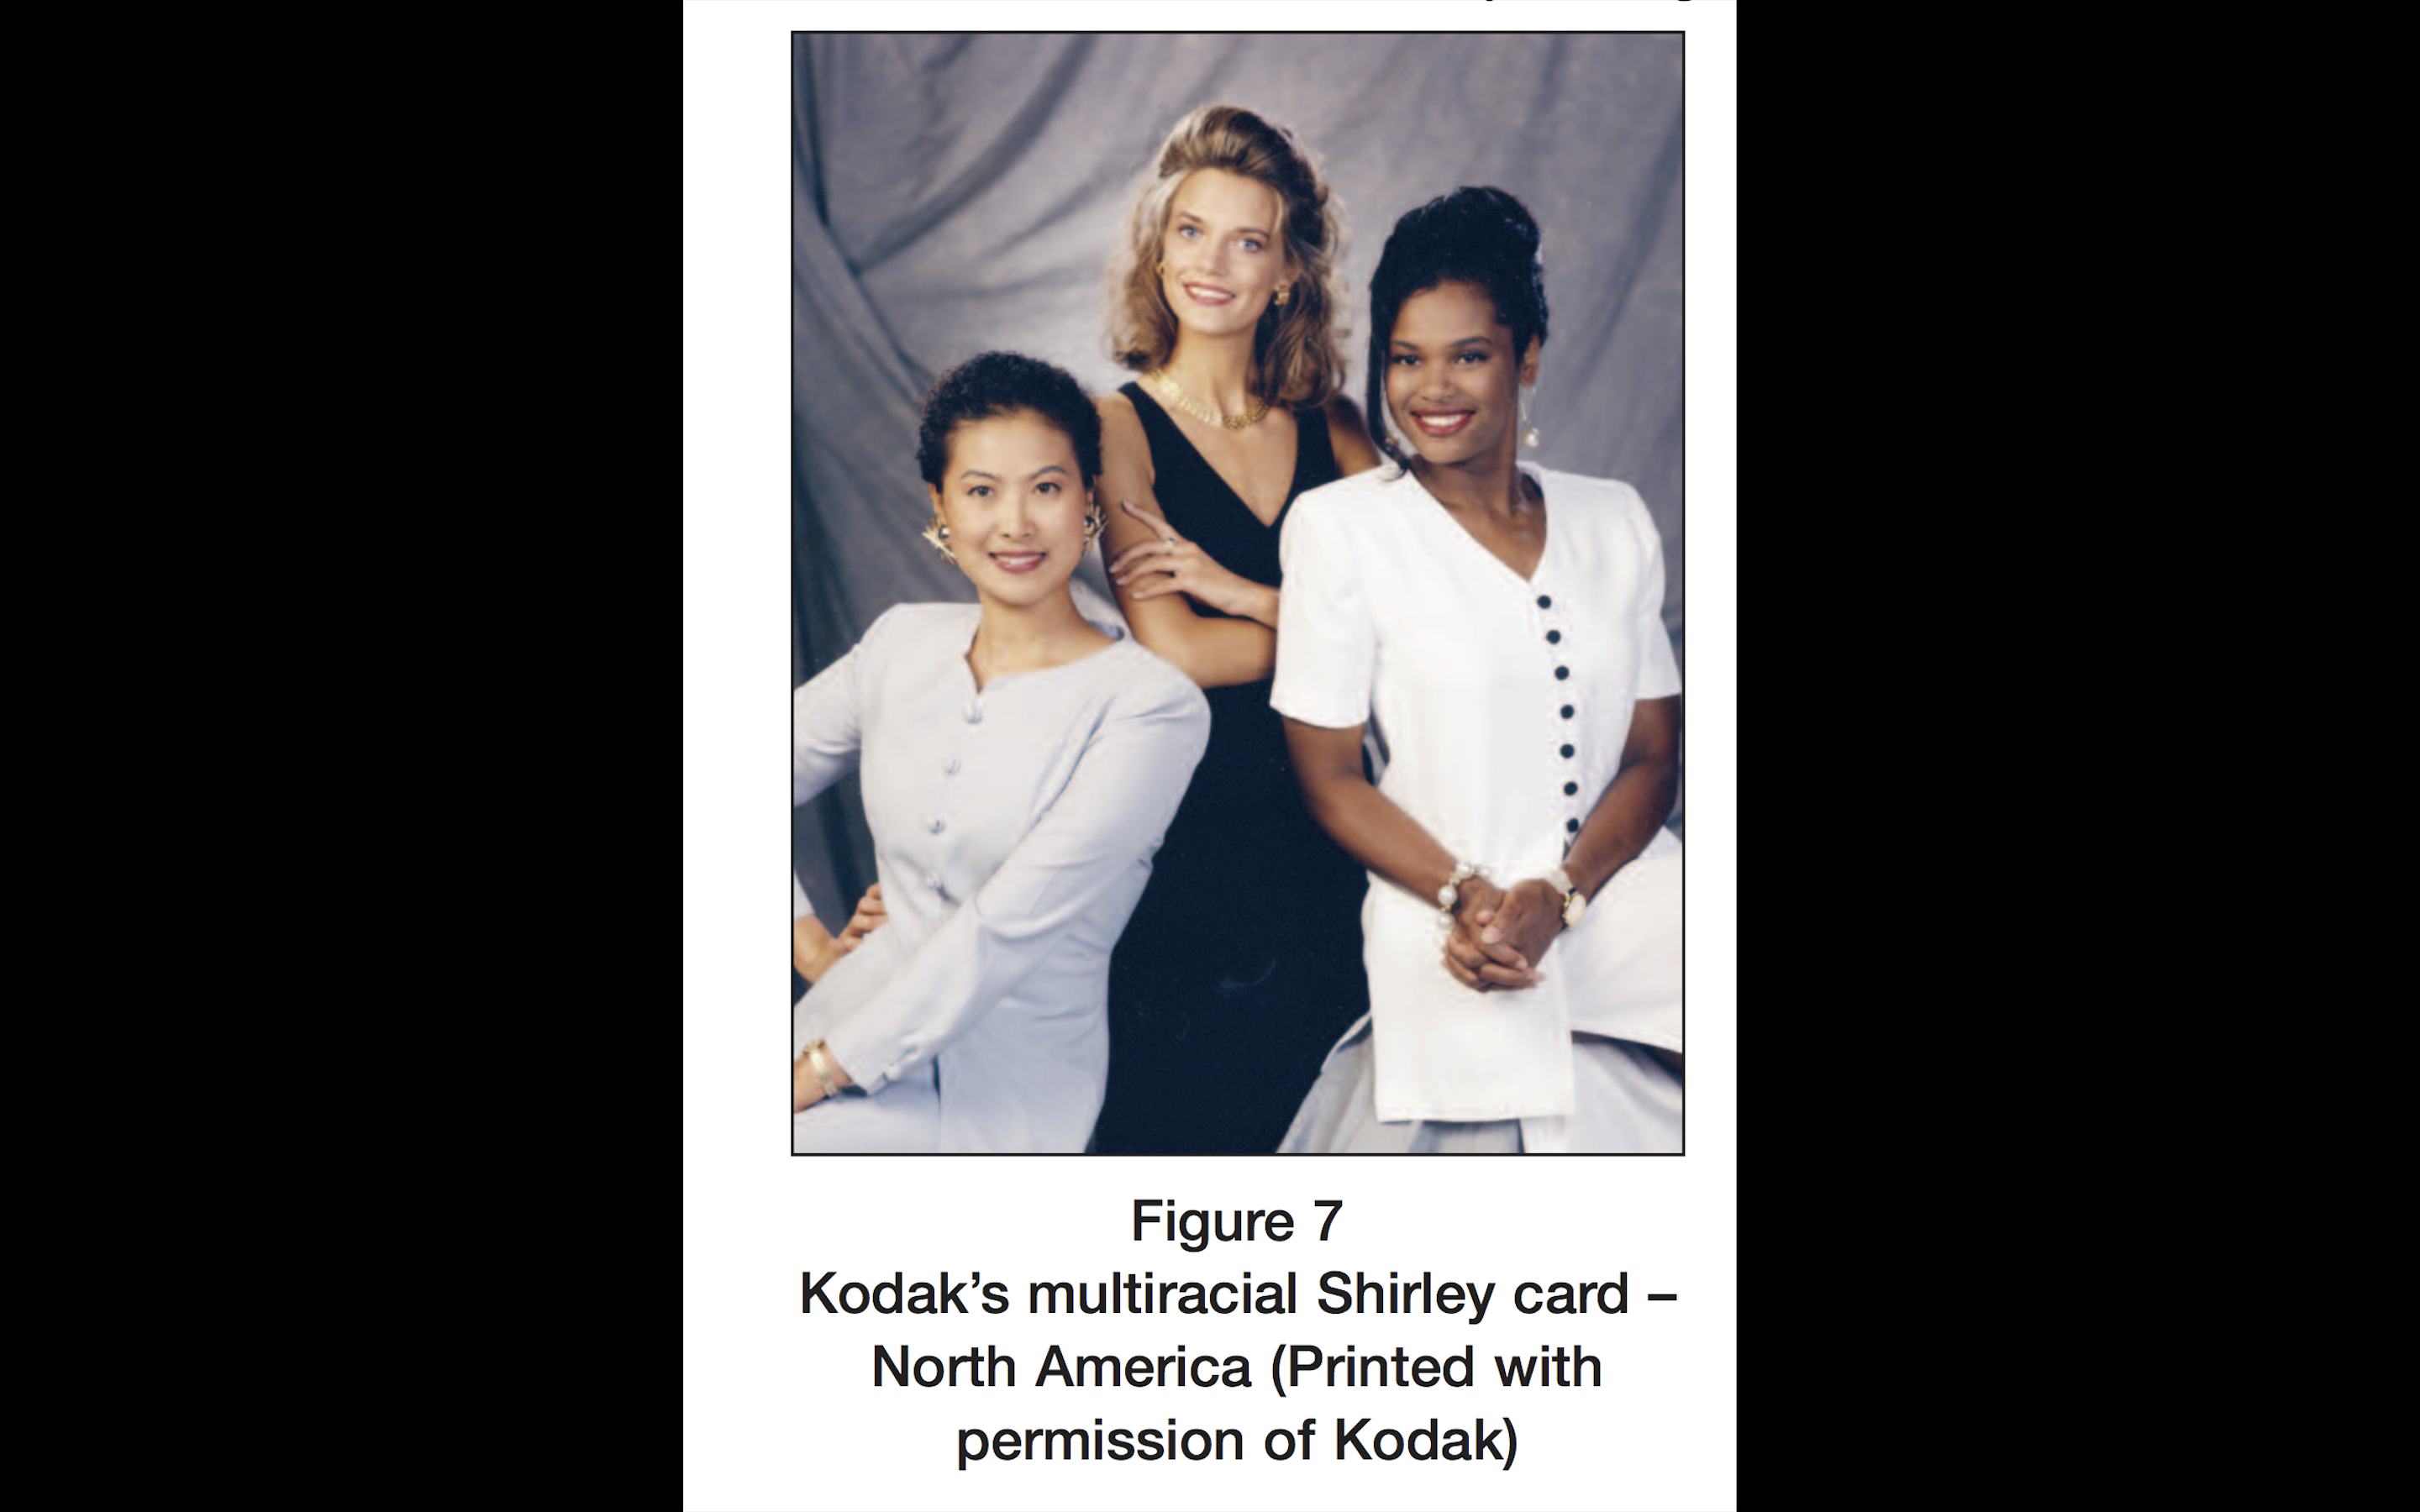 Figure 7
Kodak’s multiracial Shirley card –
North America (Printed with
permission of Kodak)